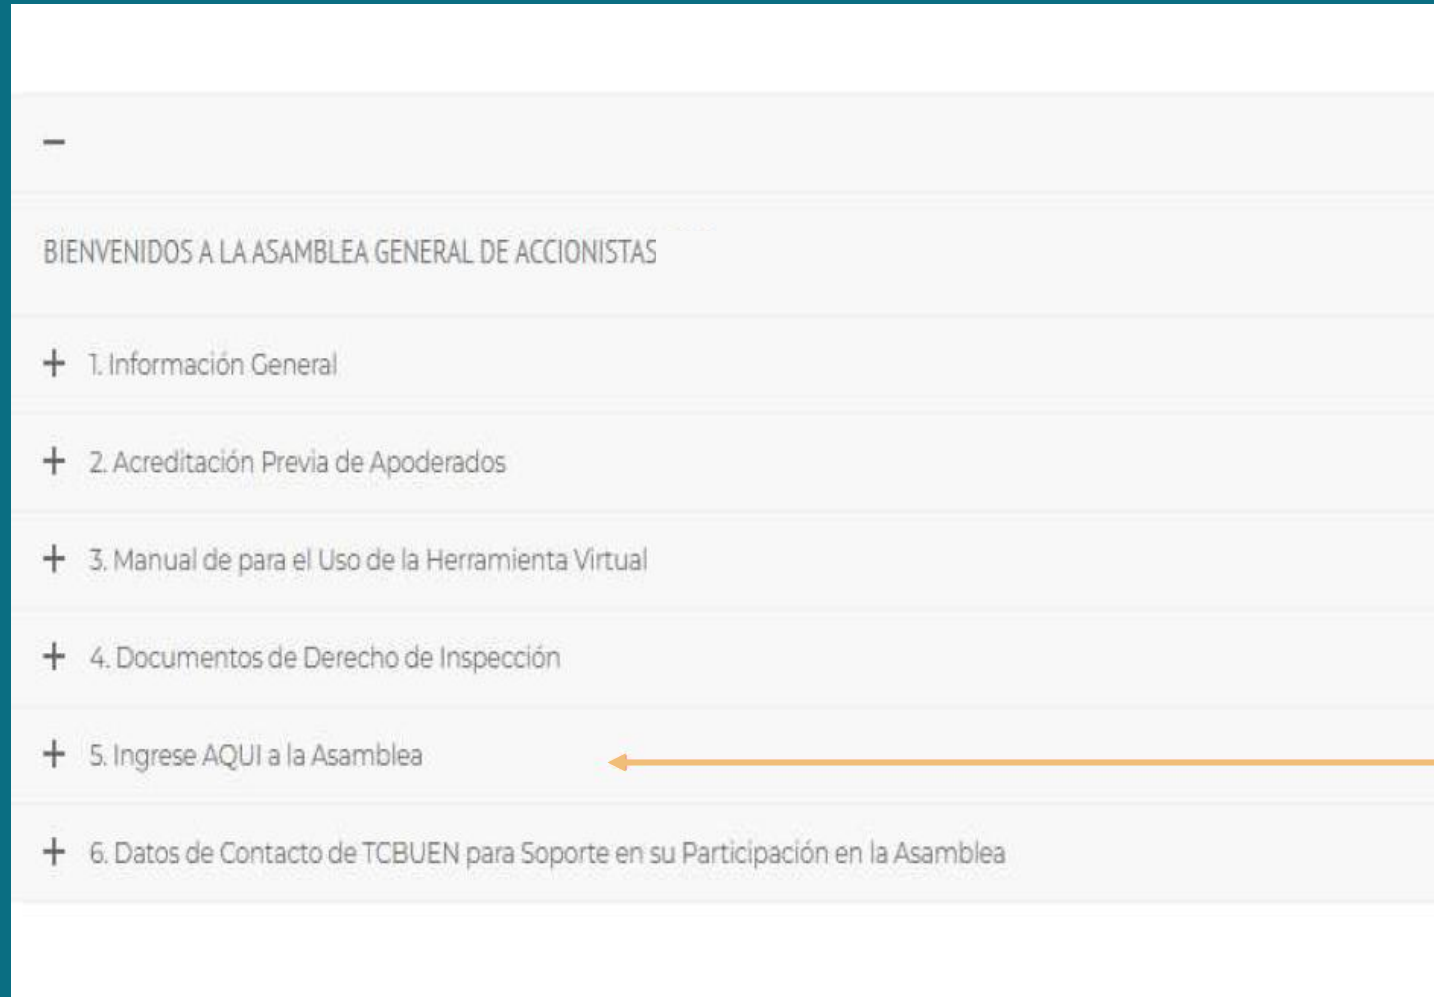 BIENVENIDOS A LA ASAMBLEA GENERAL DE ACCIONISTAS
1. Información General
2. Acreditación Previa de Apoderados
3. Manual de para el Uso de la Herramienta Virtual
4. Documentos de Derecho de Inspección
5. Ingrese AQUI a la Asamblea
6. Datos de Contacto de TCBUEN para Soporte en su Participación en la Asamblea